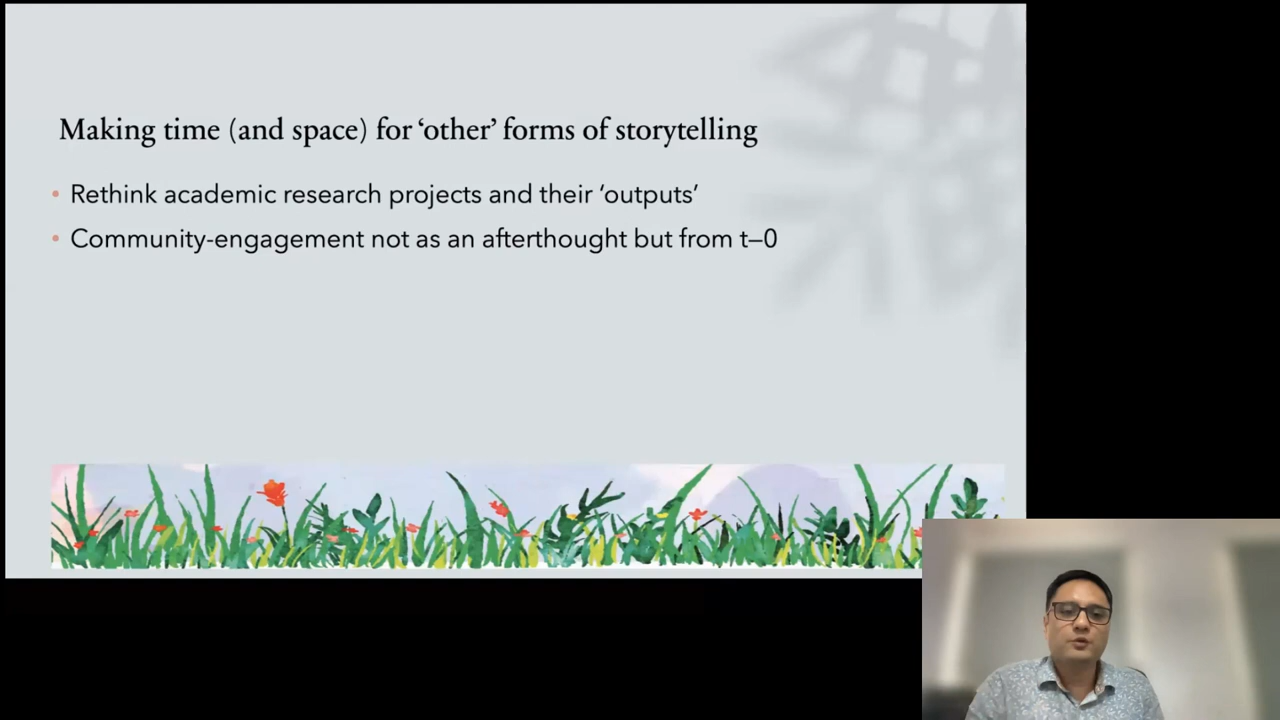 Making time (and space) for ‘other’ forms of storytelling
• Rethink academic research projects and their ‘outputs’
• Community-engagement not as an afterthought but from t–0